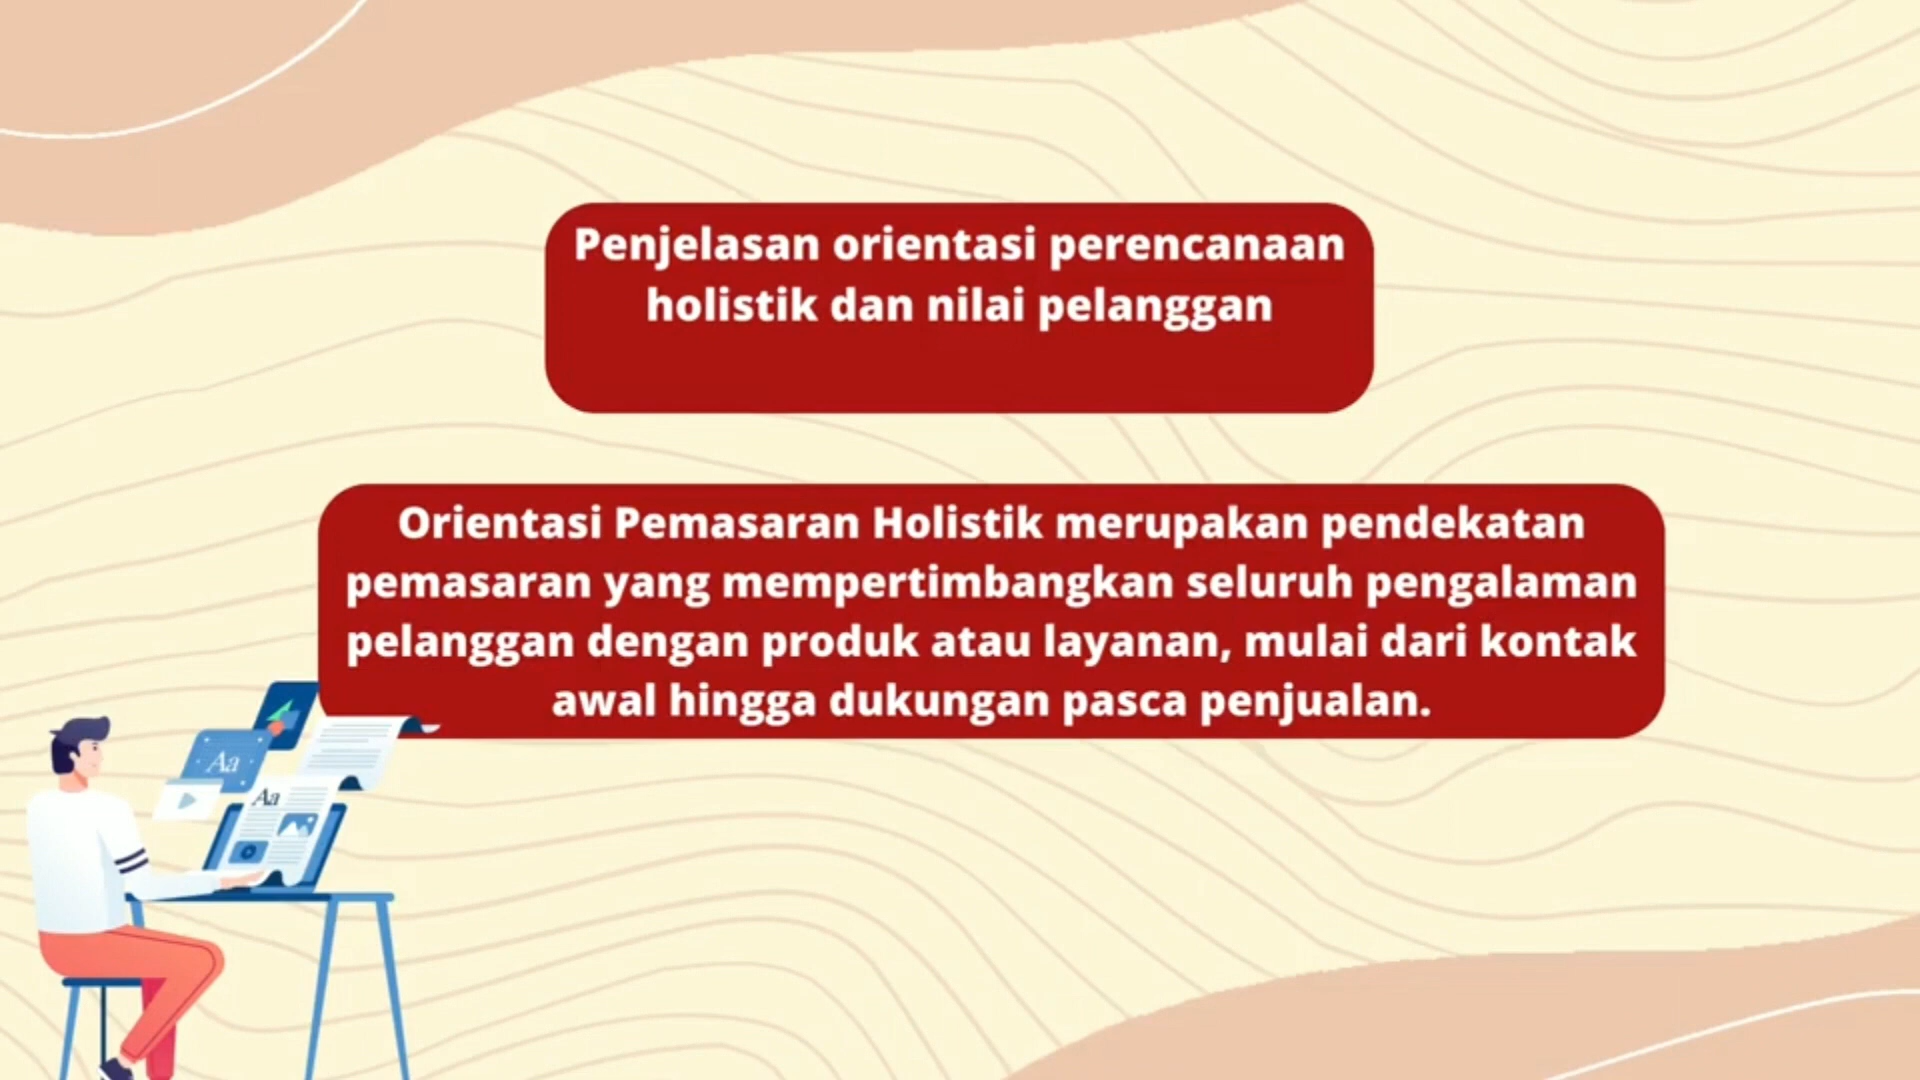 Penjelasan orientasi perencanaan
holistik dan nilai pelanggan
Orientasi Pemasaran Holistik merupakan pendekatan
pemasaran yang mempertimbangkan seluruh pengalaman
pelanggan dengan produk atau layanan, mulai dari kontak
awal hingga dukungan pasca penjualan.
Aa
Aa